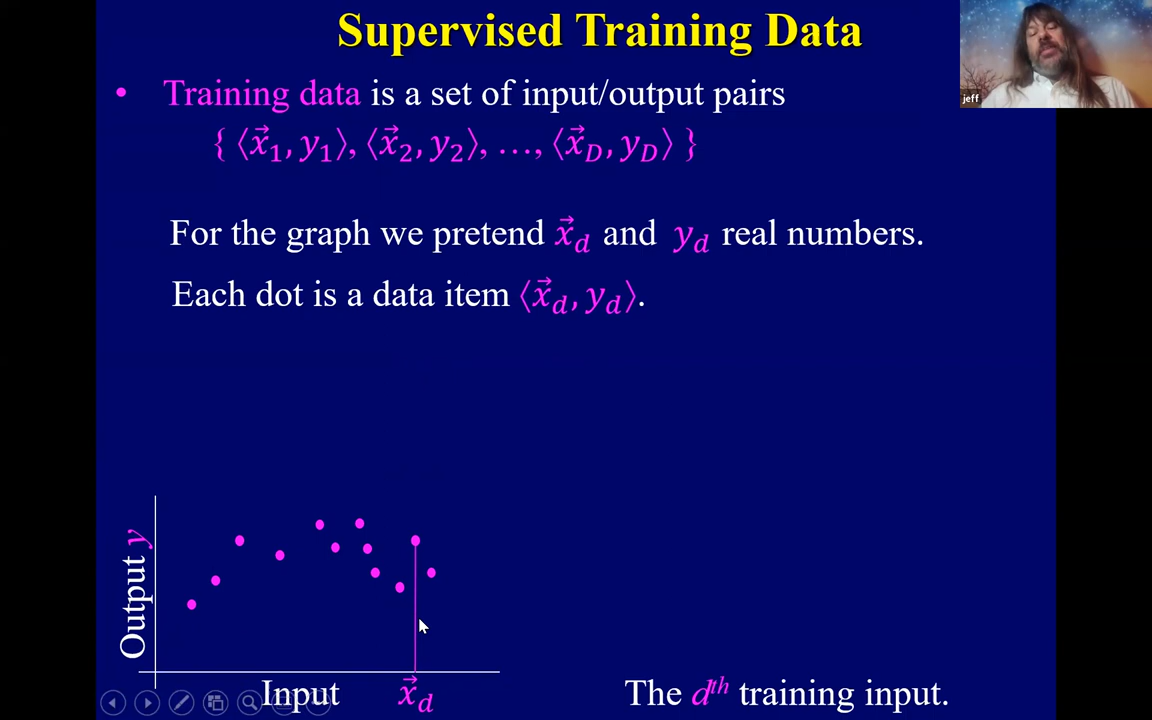 Supervised Training Data
jeff
• Training data is a set of input/output pairs
{ ⟨x⃗₁, y₁⟩, ⟨x⃗₂, y₂⟩, …, ⟨x⃗_D, y_D⟩ }
For the graph we pretend x⃗_d and y_d real numbers.
Each dot is a data item ⟨x⃗_d, y_d⟩.
Output y
Input x⃗_d
The dᵗʰ training input.